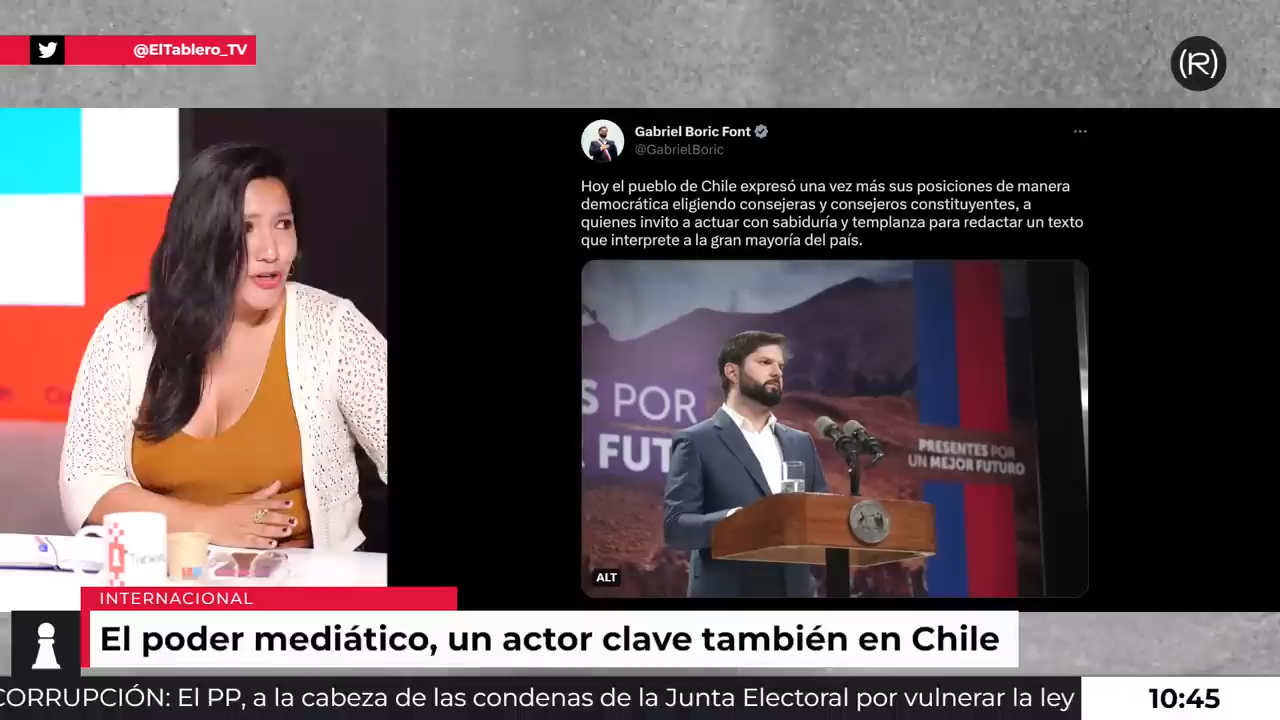 @ElTablero_TV
(R)
Gabriel Boric Font
@GabrielBoric
Hoy el pueblo de Chile expresó una vez más sus posiciones de manera
democrática eligiendo consejeras y consejeros constituyentes, a
quienes invito a actuar con sabiduría y templanza para redactar un texto
que interprete a la gran mayoría del país.
S POR
FUT
PRESENTES POR
UN MEJOR FUTURO
ALT
INTERNACIONAL
El poder mediático, un actor clave también en Chile
CORRUPCIÓN: El PP, a la cabeza de las condenas de la Junta Electoral por vulnerar la ley
10:45